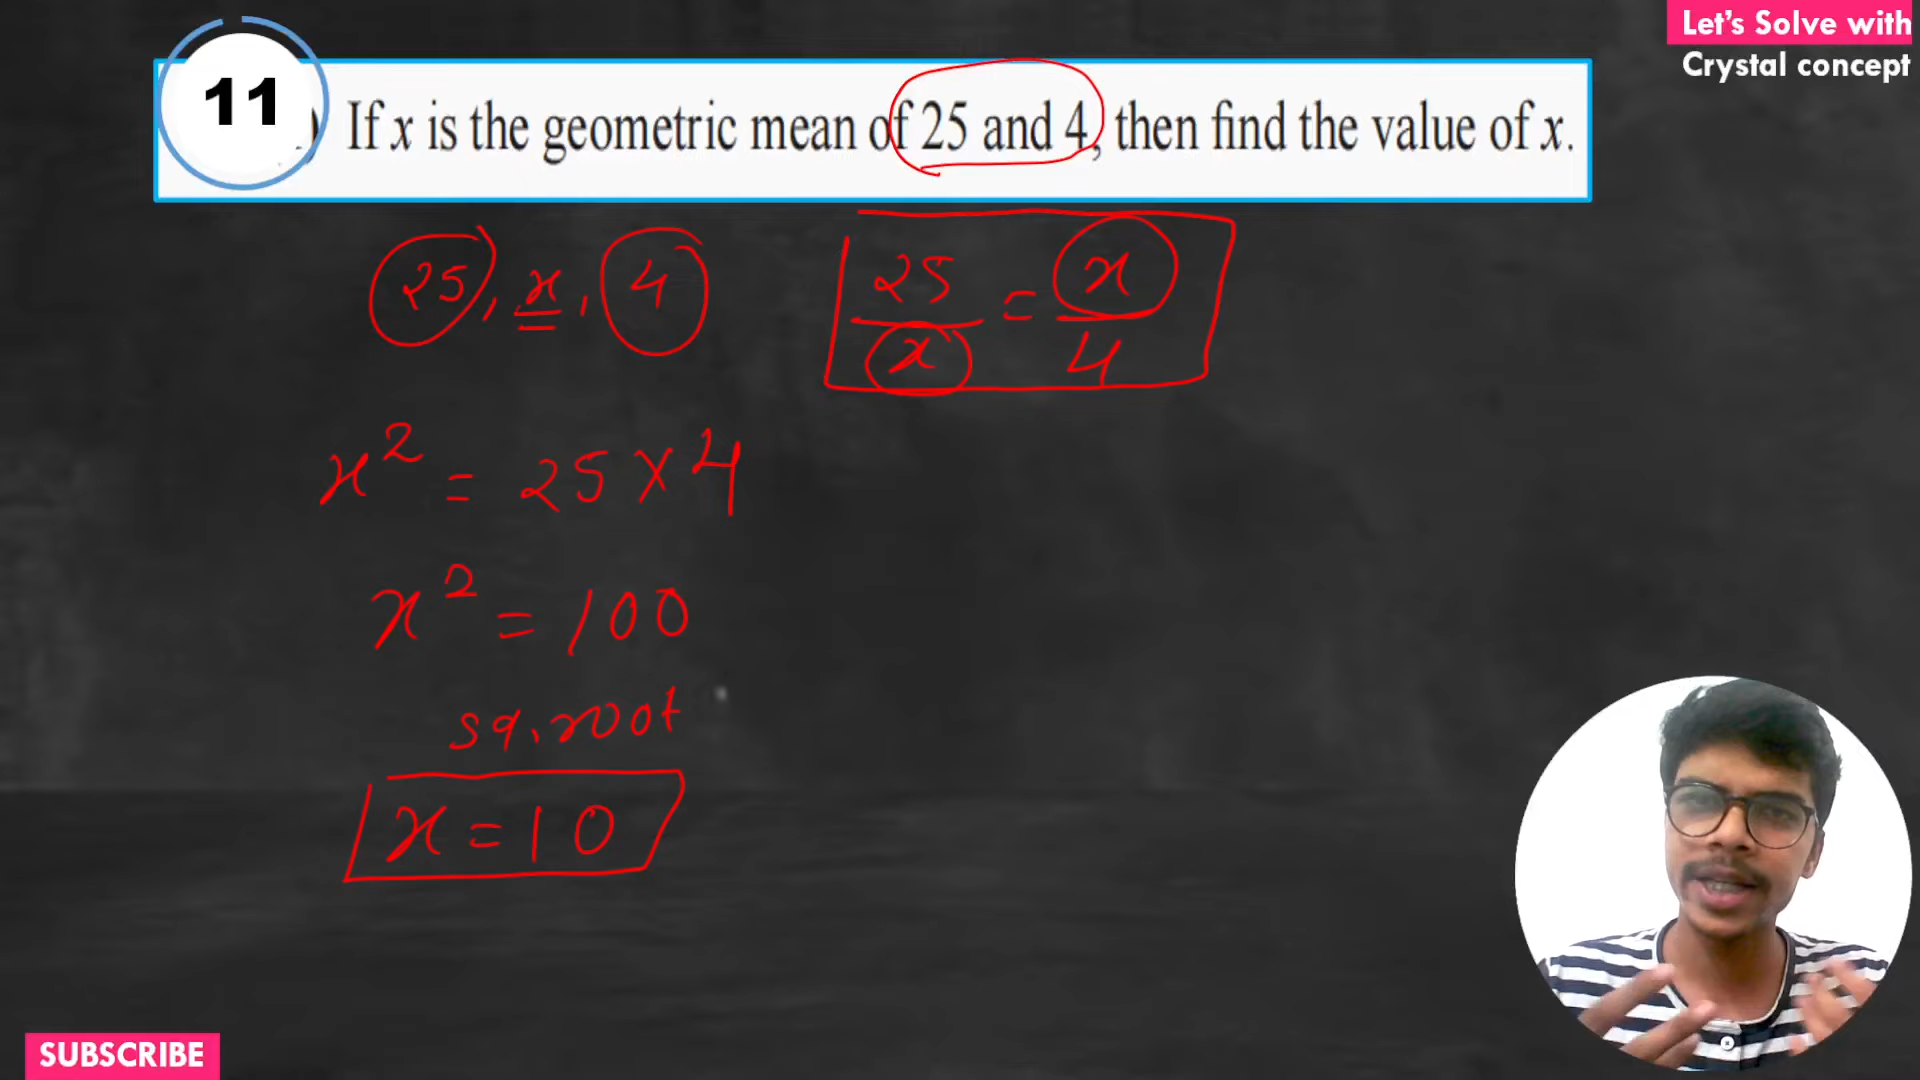 Let's Solve with
Crystal concept
11
) If x is the geometric mean of 25 and 4, then find the value of x.
25, x, 4
25/x = x/4
x² = 25 × 4
x² = 100
sq. root
x = 10
SUBSCRIBE